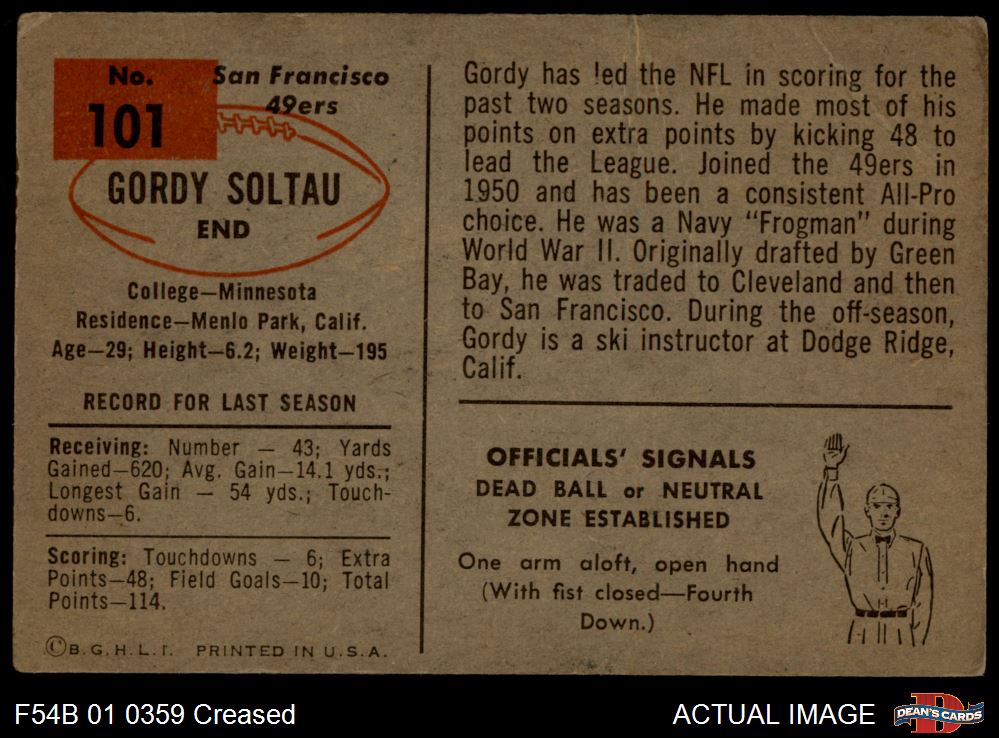 No.
101
San Francisco
49ers
GORDY SOLTAU
END
College—Minnesota
Residence—Menlo Park, Calif.
Age—29; Height—6.2; Weight—195
RECORD FOR LAST SEASON
Receiving: Number — 43; Yards
Gained—620; Avg. Gain—14.1 yds.;
Longest Gain — 54 yds.; Touch-
downs—6.
Scoring: Touchdowns — 6; Extra
Points—48; Field Goals—10; Total
Points—114.
©B.G.H.L.I. PRINTED IN U.S.A.
Gordy has led the NFL in scoring for the
past two seasons. He made most of his
points on extra points by kicking 48 to
lead the League. Joined the 49ers in
1950 and has been a consistent All-Pro
choice. He was a Navy "Frogman" during
World War II. Originally drafted by Green
Bay, he was traded to Cleveland and then
to San Francisco. During the off-season,
Gordy is a ski instructor at Dodge Ridge,
Calif.
OFFICIALS' SIGNALS
DEAD BALL or NEUTRAL
ZONE ESTABLISHED
One arm aloft, open hand
(With fist closed—Fourth
Down.)
F54B 01 0359 Creased
ACTUAL IMAGE
D
DEAN'S CARDS